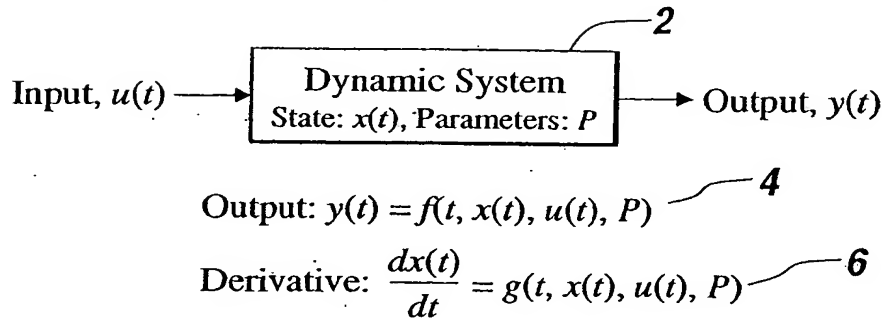 2
Input, u(t)
Dynamic System
State: x(t), Parameters: P
Output, y(t)
Output: y(t) = f(t, x(t), u(t), P)
4
Derivative: dx(t)/dt = g(t, x(t), u(t), P)
6